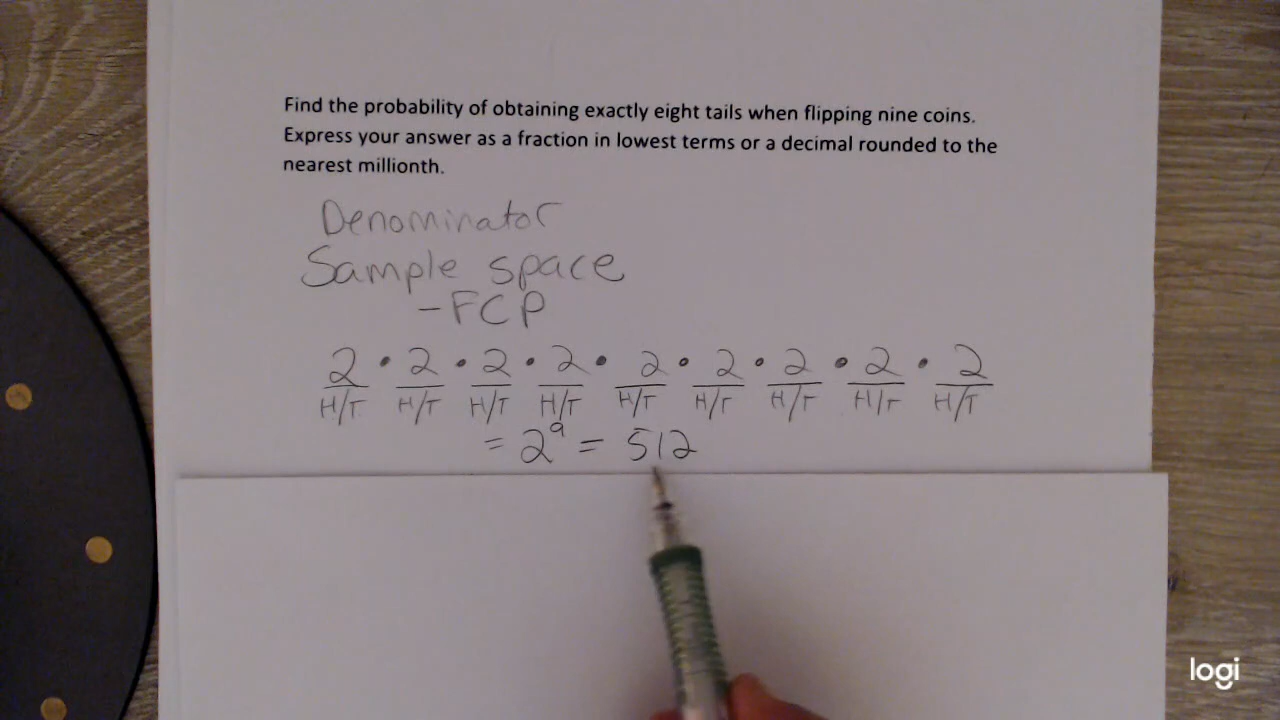 Find the probability of obtaining exactly eight tails when flipping nine coins.
Express your answer as a fraction in lowest terms or a decimal rounded to the
nearest millionth.
Denominator
Sample space
- FCP
2 • 2 • 2 • 2 • 2 • 2 • 2 • 2 • 2
H/T H/T H/T H/T H/T H/T H/T H/T H/T
= 2⁹ = 512
logi